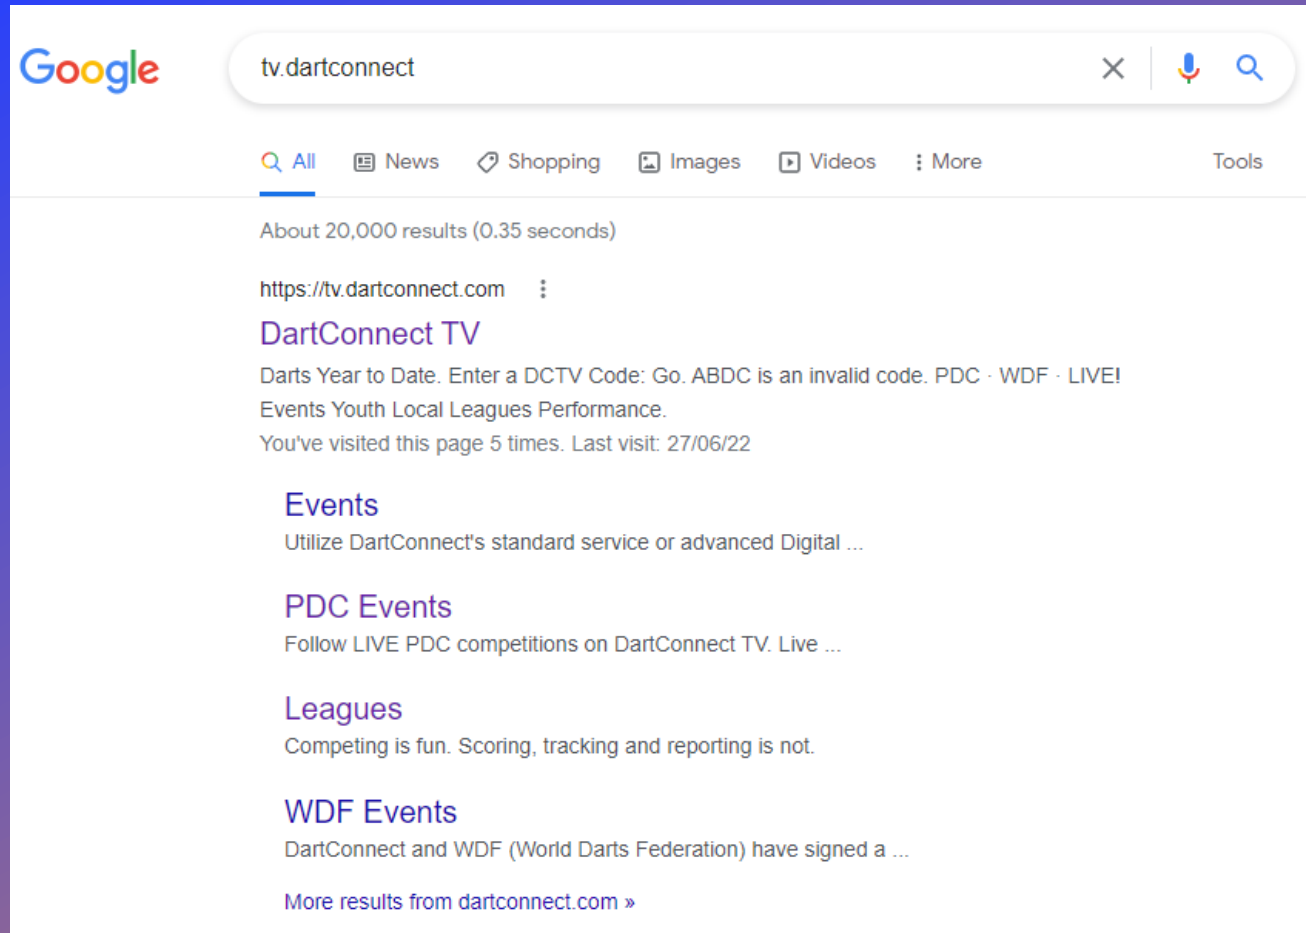 Google
tv.dartconnect
All News Shopping Images Videos More Tools
About 20,000 results (0.35 seconds)
https://tv.dartconnect.com
DartConnect TV
Darts Year to Date. Enter a DCTV Code: Go. ABDC is an invalid code. PDC · WDF · LIVE!
Events Youth Local Leagues Performance.
You've visited this page 5 times. Last visit: 27/06/22
Events
Utilize DartConnect's standard service or advanced Digital ...
PDC Events
Follow LIVE PDC competitions on DartConnect TV. Live ...
Leagues
Competing is fun. Scoring, tracking and reporting is not.
WDF Events
DartConnect and WDF (World Darts Federation) have signed a ...
More results from dartconnect.com »